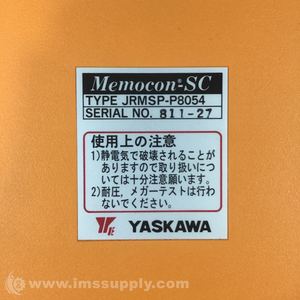 Memocon®-SC
TYPE JRMSP-P8054
SERIAL NO. 811-27
使用上の注意
1)静電気で破壊されることが
ありますので取り扱いにつ
いては十分注意願います。
2)耐圧，メガーテストは行わ
ないでください。
YASKAWA
© www.imssupply.com